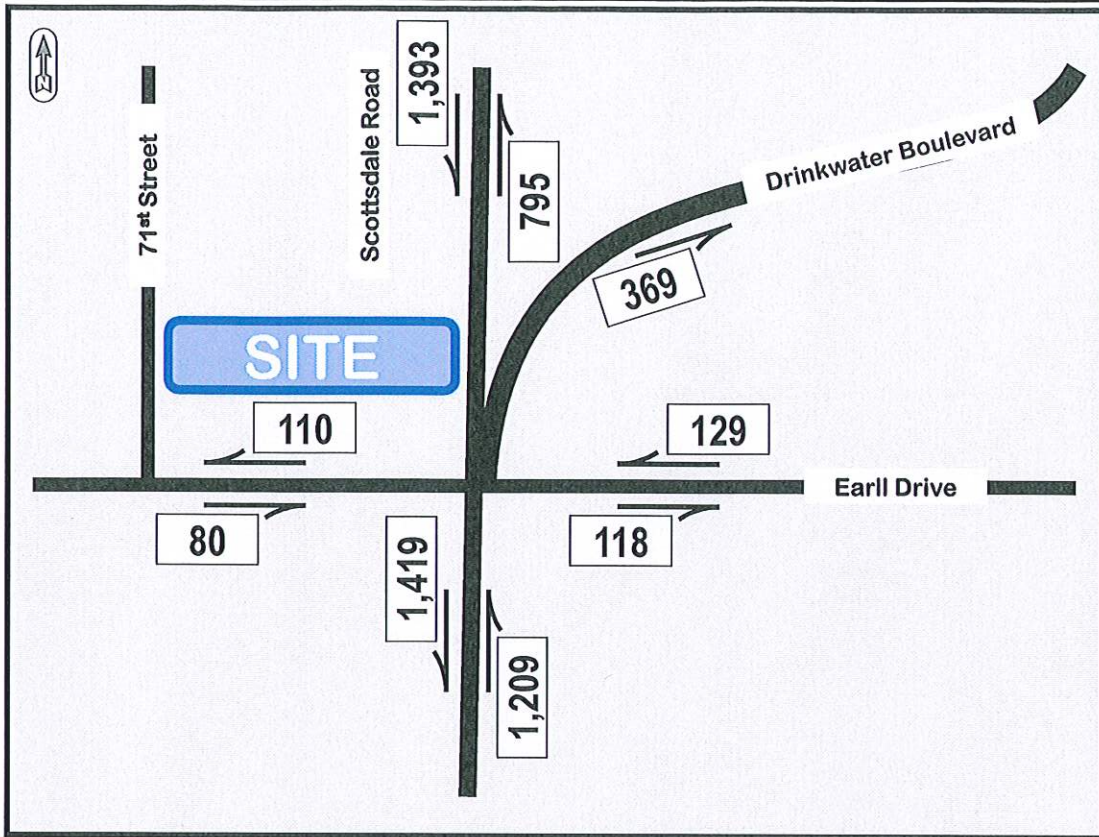 N
71st Street
Scottsdale Road
1,393
795
Drinkwater Boulevard
369
SITE
110
129
Earll Drive
80
118
1,419
1,209